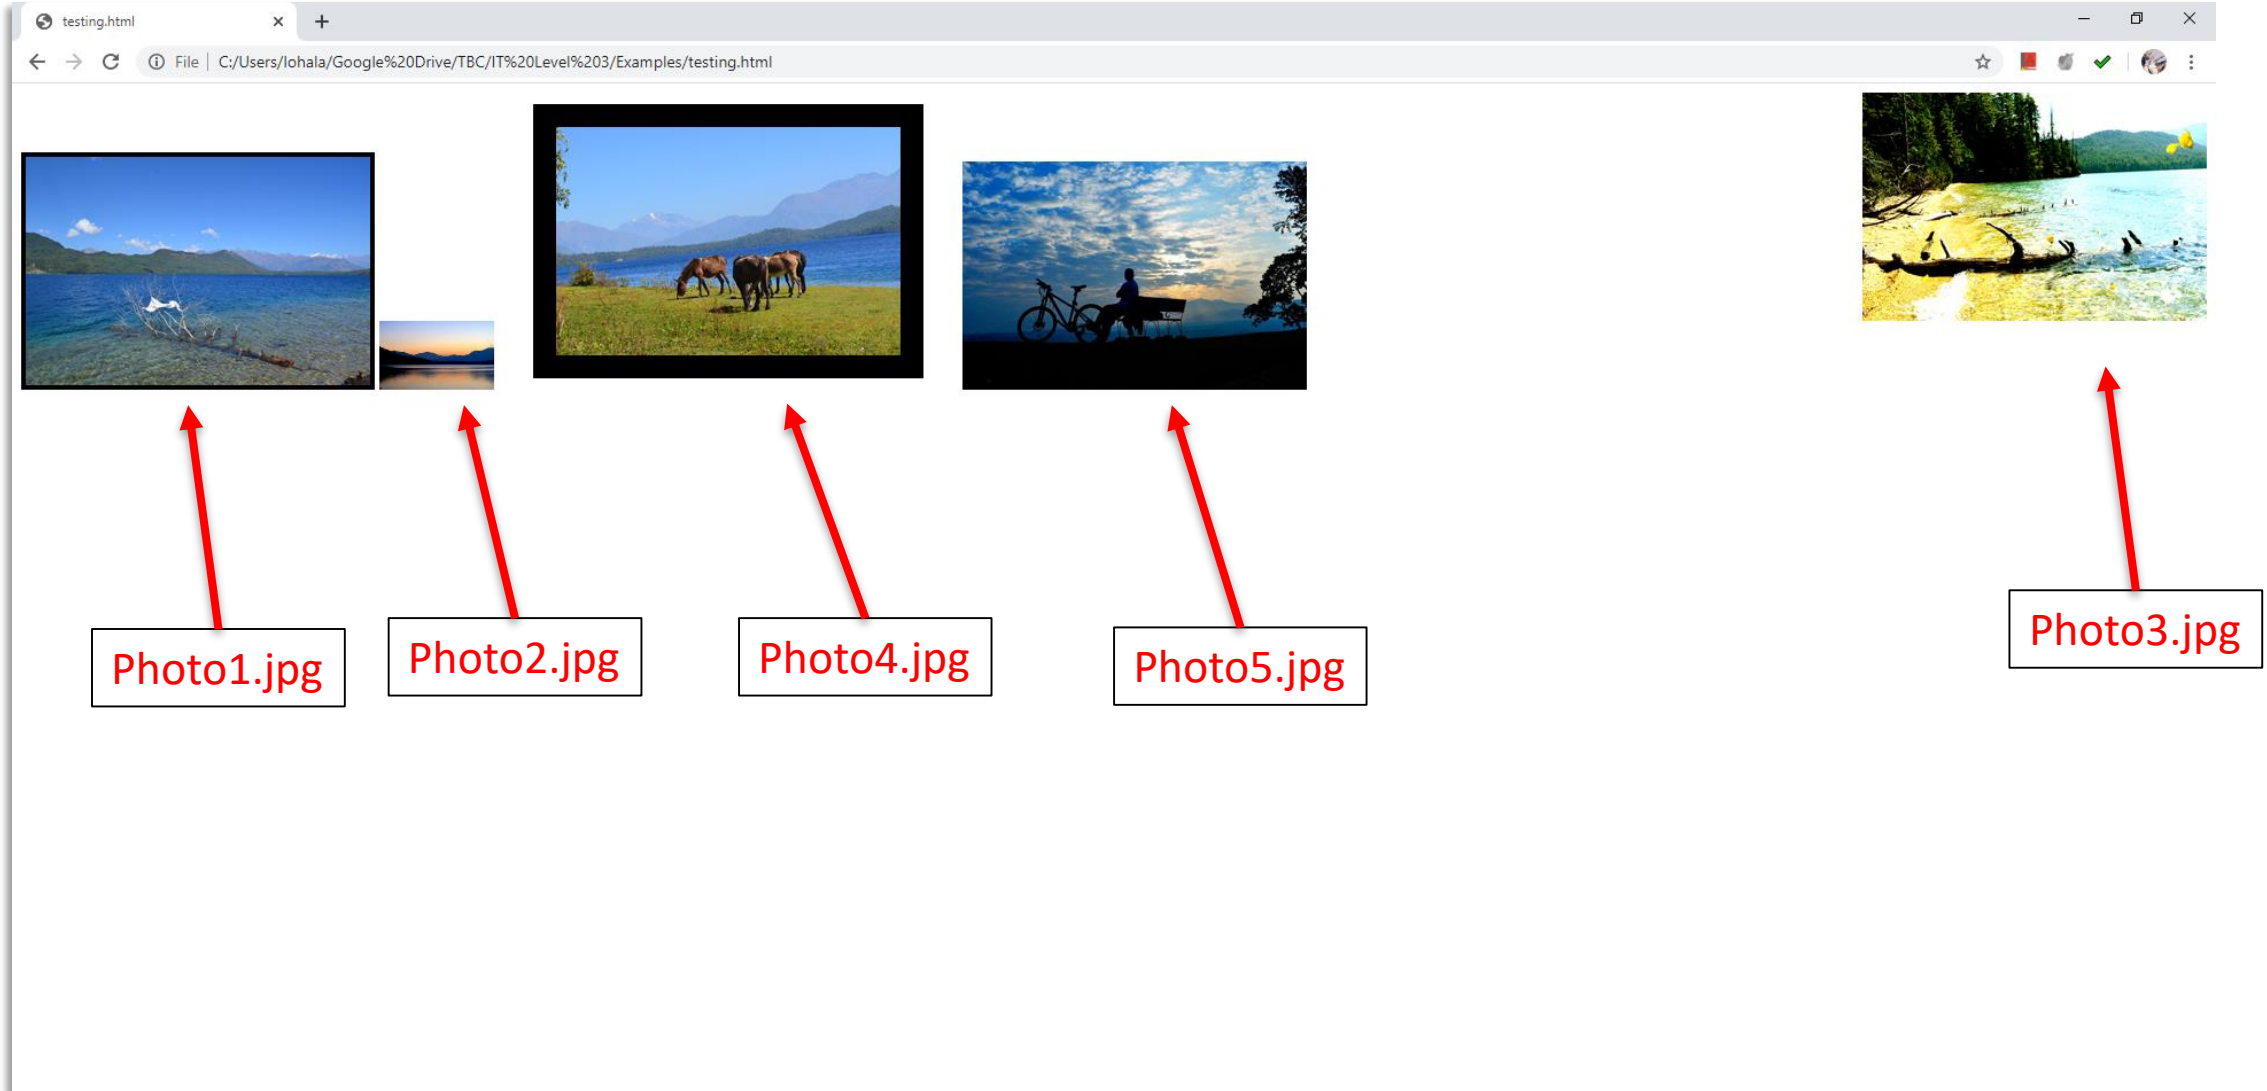 testing.html
File | C:/Users/lohala/Google%20Drive/TBC/IT%20Level%203/Examples/testing.html
Photo1.jpg
Photo2.jpg
Photo4.jpg
Photo5.jpg
Photo3.jpg